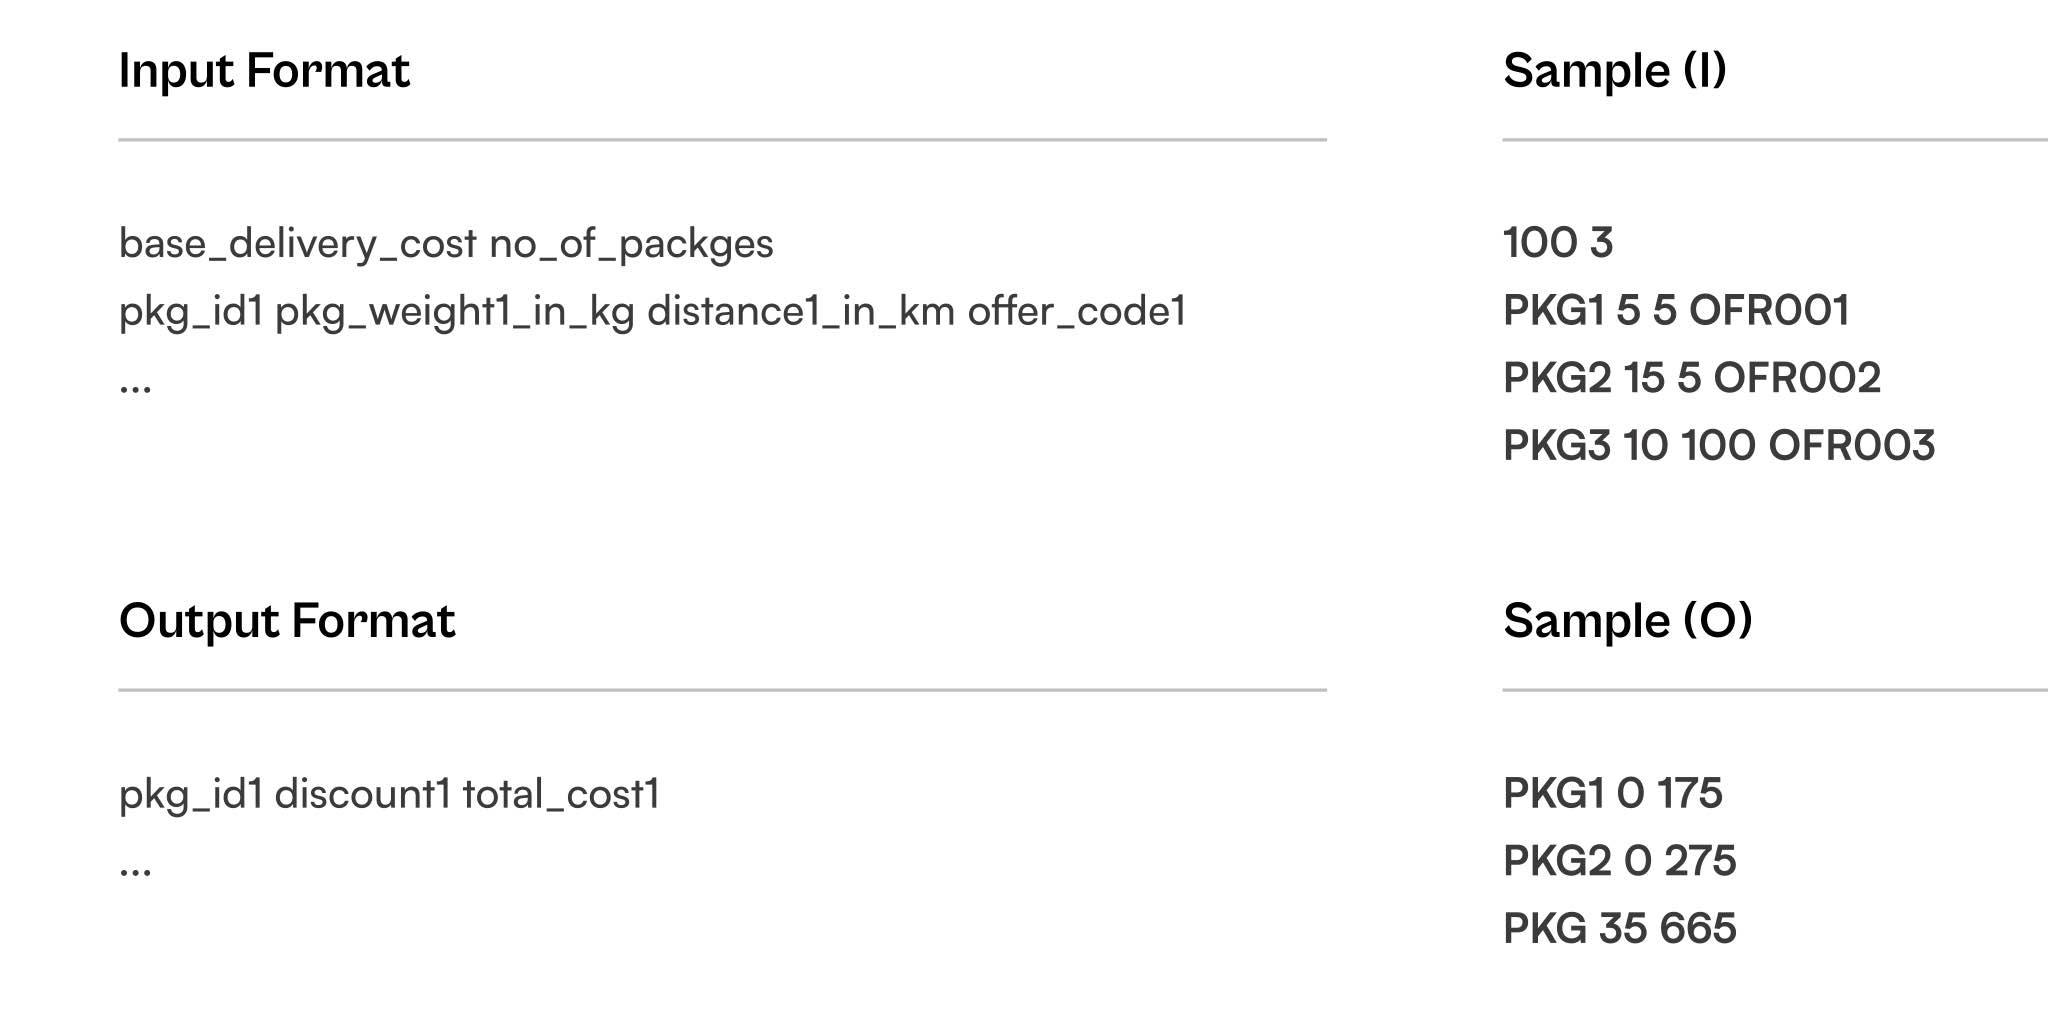 Input Format
base_delivery_cost no_of_packges
pkg_id1 pkg_weight1_in_kg distance1_in_km offer_code1
...
Sample (I)
100 3
PKG1 5 5 OFR001
PKG2 15 5 OFR002
PKG3 10 100 OFR003
Output Format
pkg_id1 discount1 total_cost1
...
Sample (O)
PKG1 0 175
PKG2 0 275
PKG 35 665